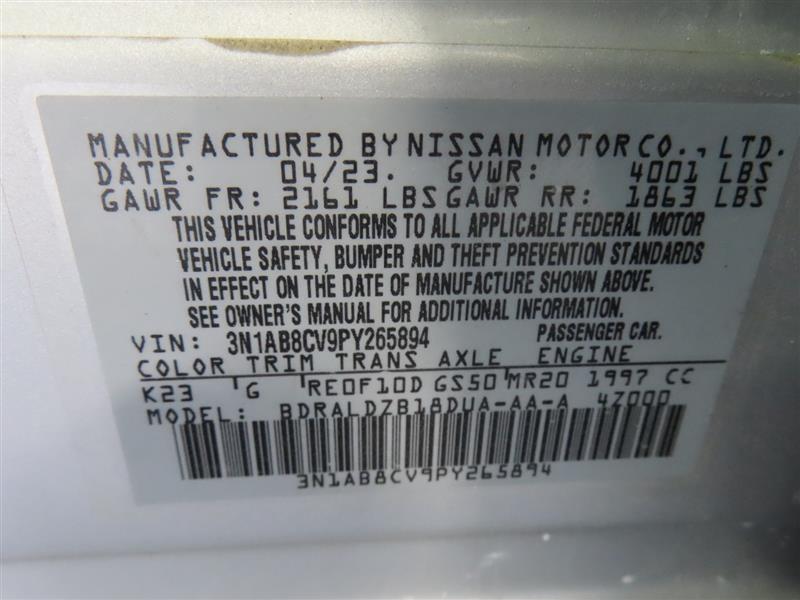 MANUFACTURED BY NISSAN MOTOR CO., LTD.
DATE: 04/23. GVWR: 4001 LBS
GAWR FR: 2161 LBS GAWR RR: 1863 LBS
THIS VEHICLE CONFORMS TO ALL APPLICABLE FEDERAL MOTOR
VEHICLE SAFETY, BUMPER AND THEFT PREVENTION STANDARDS
IN EFFECT ON THE DATE OF MANUFACTURE SHOWN ABOVE.
SEE OWNER'S MANUAL FOR ADDITIONAL INFORMATION.
VIN: 3N1AB8CV9PY265894 PASSENGER CAR.
COLOR TRIM TRANS AXLE ENGINE
K23 G RE0F10D GS50 MR20 1997 CC
MODEL: BDRALDZB18DUA-AA-A 4Z000
3N1AB8CV9PY265894